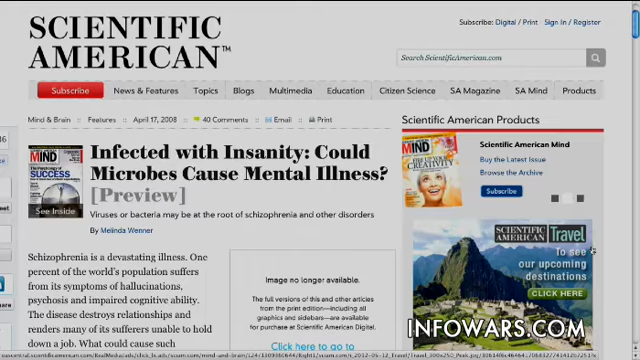 SCIENTIFIC
AMERICAN™
Subscribe: Digital / Print Sign In / Register
Search ScientificAmerican.com
Subscribe News & Features Topics Blogs Multimedia Education Citizen Science SA Magazine SA Mind Products
Mind & Brain Features April 17, 2008 40 Comments Email Print
MIND
SUCCESS
See Inside
Infected with Insanity: Could
Microbes Cause Mental Illness?
[Preview]
Viruses or bacteria may be at the root of schizophrenia and other disorders
By Melinda Wenner
Schizophrenia is a devastating illness. One
percent of the world's population suffers
from its symptoms of hallucinations,
psychosis and impaired cognitive ability.
The disease destroys relationships and
renders many of its sufferers unable to hold
down a job. What could cause such
Image no longer available.
The full versions of this and other articles
from the print edition—including all
graphics and sidebars—are available
for purchase at Scientific American Digital.
Click here to go to
Scientific American Products
MIND
FIRE UP YOUR
CREATIVITY
Scientific American Mind
Buy the Latest Issue
Browse the Archive
Subscribe
SCIENTIFIC
AMERICAN Travel
To see
our upcoming
destinations
CLICK HERE
INFOWARS.COM